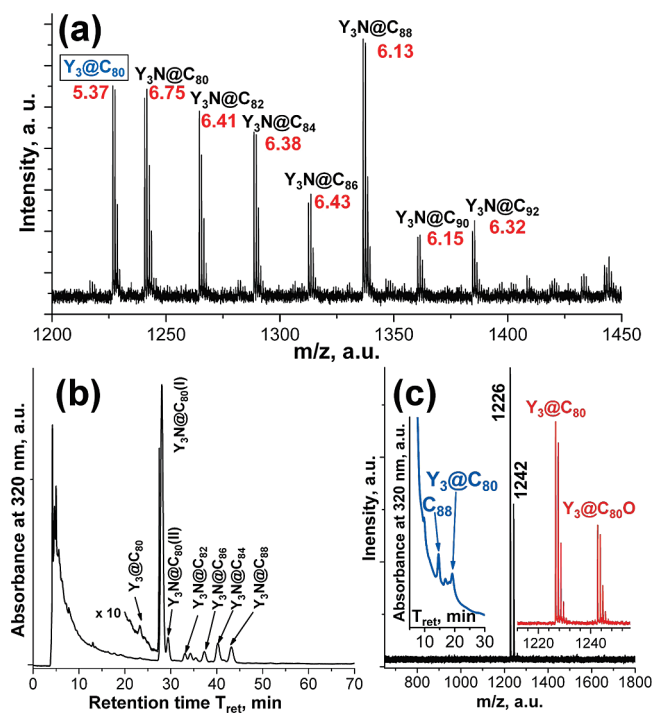 (a)
Y₃@C₈₀
5.37
Y₃N@C₈₀
6.75
Y₃N@C₈₂
6.41
Y₃N@C₈₄
6.38
Y₃N@C₈₆
6.43
Y₃N@C₈₈
6.13
Y₃N@C₉₀
6.15
Y₃N@C₉₂
6.32
Intensity, a. u.
1200 1250 1300 1350 1400 1450
m/z, a.u.
(b)
Absorbance at 320 nm, a.u.
x 10
Y₃@C₈₀
Y₃N@C₈₀(I)
Y₃N@C₈₀(II)
Y₃N@C₈₂
Y₃N@C₈₆
Y₃N@C₈₄
Y₃N@C₈₈
0 10 20 30 40 50 60 70
Retention time T_ret, min
(c)
Inensity, a.u.
Absorbance at 320 nm, a.u.
Y₃@C₈₀
C₈₈
T_ret, min
10 15 20 25 30
1226
1242
Y₃@C₈₀
Y₃@C₈₀O
1220 1240
800 1000 1200 1400 1600 1800
m/z, a.u.